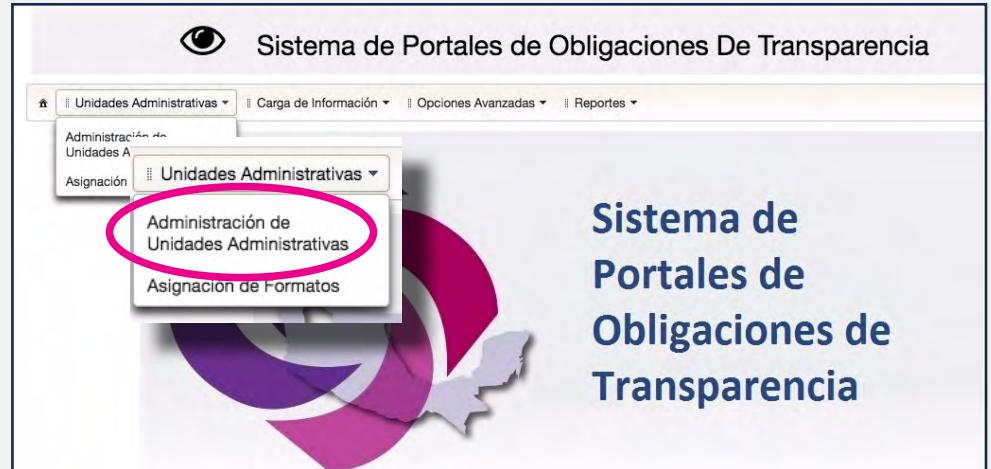 Sistema de Portales de Obligaciones De Transparencia
Unidades Administrativas
Carga de Información
Opciones Avanzadas
Reportes
Administración de
Unidades A
Asignación
Unidades Administrativas
Administración de
Unidades Administrativas
Asignación de Formatos
Sistema de
Portales de
Obligaciones de
Transparencia